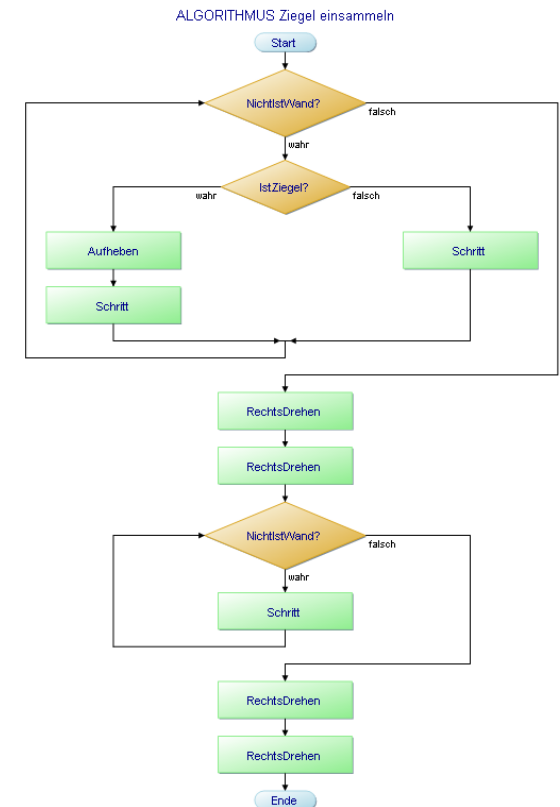 ALGORITHMUS Ziegel einsammeln
Start
NichtIstWand?
falsch
wahr
IstZiegel?
wahr
falsch
Aufheben
Schritt
Schritt
RechtsDrehen
RechtsDrehen
NichtIstWand?
falsch
wahr
Schritt
RechtsDrehen
RechtsDrehen
Ende